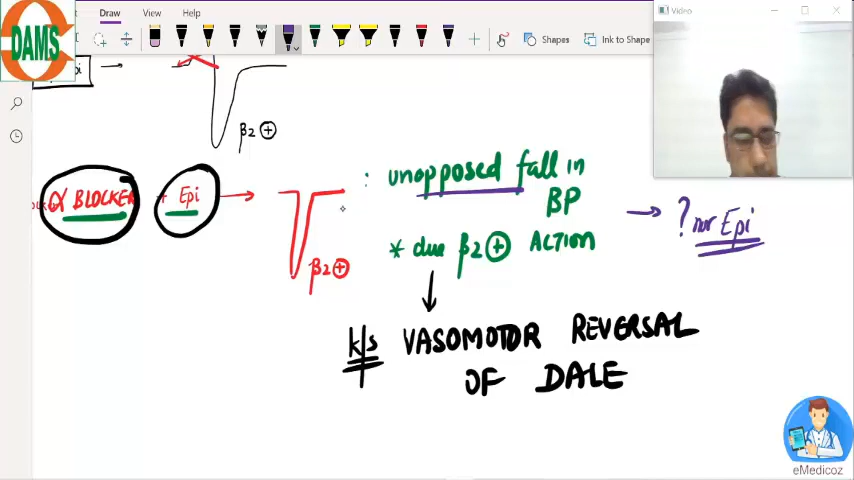 Draw View Help
DAMS
Shapes
Ink to Shape
Video
β2 +
α BLOCKER + Epi → : unopposed fall in
BP
→ ? nor Epi
β2 +
* due β2 + ACTION
k/s VASOMOTOR REVERSAL
OF DALE
eMedicoz